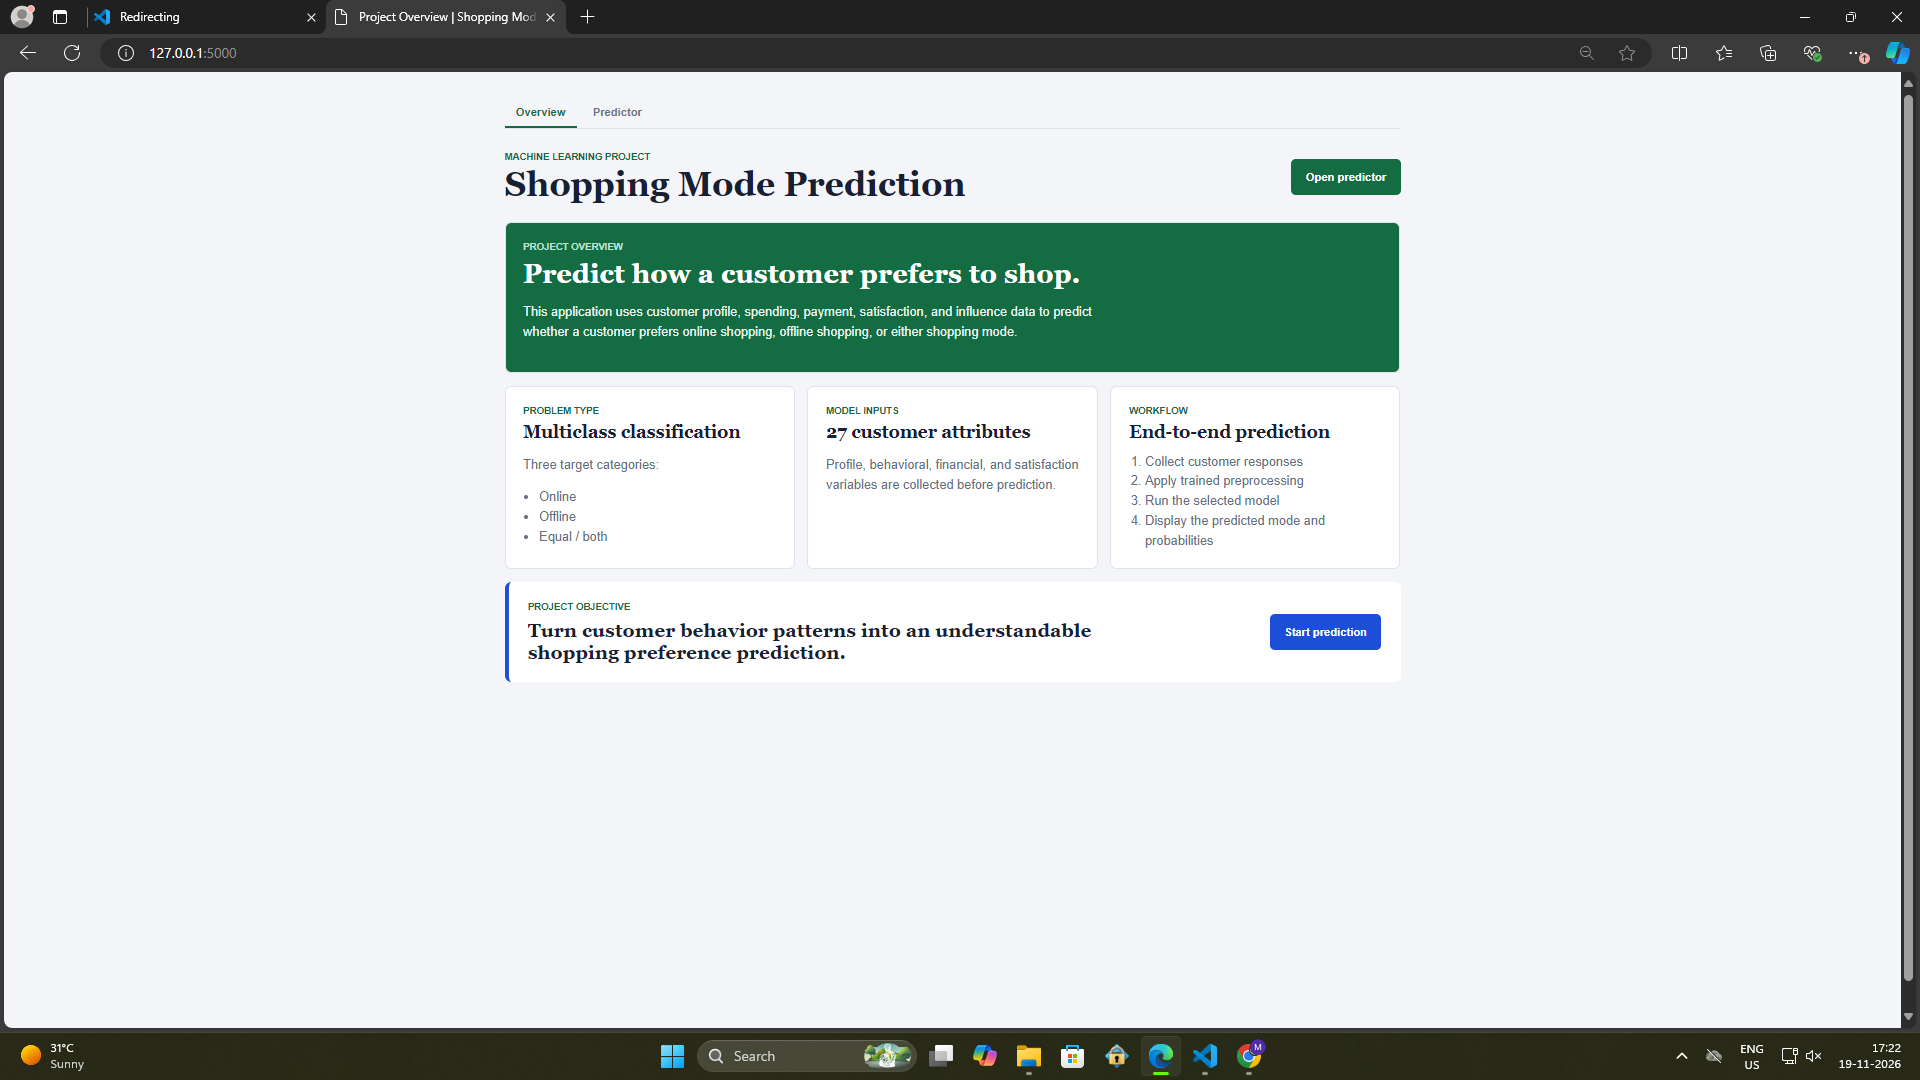 Redirecting
Project Overview | Shopping Mod
127.0.0.1:5000
Overview
Predictor
MACHINE LEARNING PROJECT
Shopping Mode Prediction
Open predictor
PROJECT OVERVIEW
Predict how a customer prefers to shop.
This application uses customer profile, spending, payment, satisfaction, and influence data to predict
whether a customer prefers online shopping, offline shopping, or either shopping mode.
PROBLEM TYPE
Multiclass classification
Three target categories:
• Online
• Offline
• Equal / both
MODEL INPUTS
27 customer attributes
Profile, behavioral, financial, and satisfaction
variables are collected before prediction.
WORKFLOW
End-to-end prediction
1. Collect customer responses
2. Apply trained preprocessing
3. Run the selected model
4. Display the predicted mode and
probabilities
PROJECT OBJECTIVE
Turn customer behavior patterns into an understandable
shopping preference prediction.
Start prediction
31°C
Sunny
Search
M
ENG
US
17:22
19-11-2026